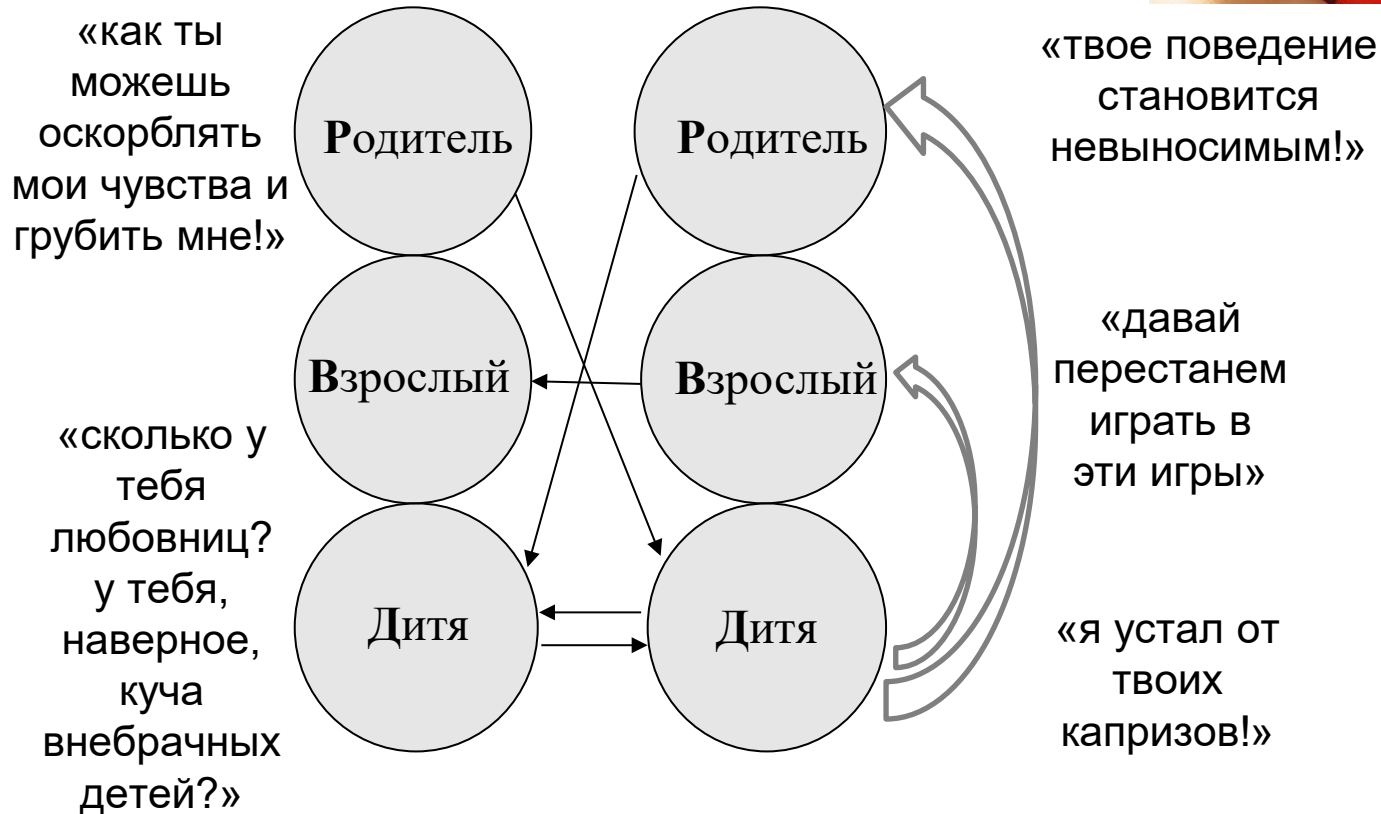 «как ты
можешь
оскорблять
мои чувства и
грубить мне!»
Родитель
Родитель
«твое поведение
становится
невыносимым!»
Взрослый
Взрослый
«давай
перестанем
играть в
эти игры»
«сколько у
тебя
любовниц?
у тебя,
наверное,
куча
внебрачных
детей?»
Дитя
Дитя
«я устал от
твоих
капризов!»